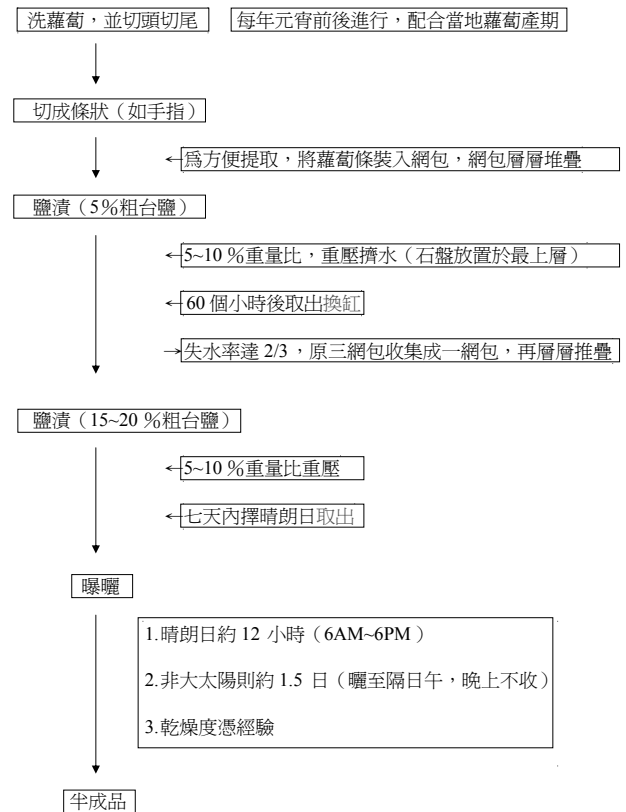 洗蘿蔔，並切頭切尾
每年元宵前後進行，配合當地蘿蔔產期
切成條狀（如手指）
←為方便提取，將蘿蔔條裝入網包，網包層層堆疊
鹽漬（5%粗台鹽）
←5~10 %重量比，重壓擠水（石盤放置於最上層）
←60 個小時後取出換缸
→失水率達 2/3，原三網包收集成一網包，再層層推疊
鹽漬（15~20 %粗台鹽）
←5~10 %重量比重壓
←七天內擇晴朗日取出
曝曬
1.晴朗日約 12 小時（6AM~6PM）
2.非大太陽則約 1.5 日（曬至隔日午，晚上不收）
3.乾燥度憑經驗
半成品